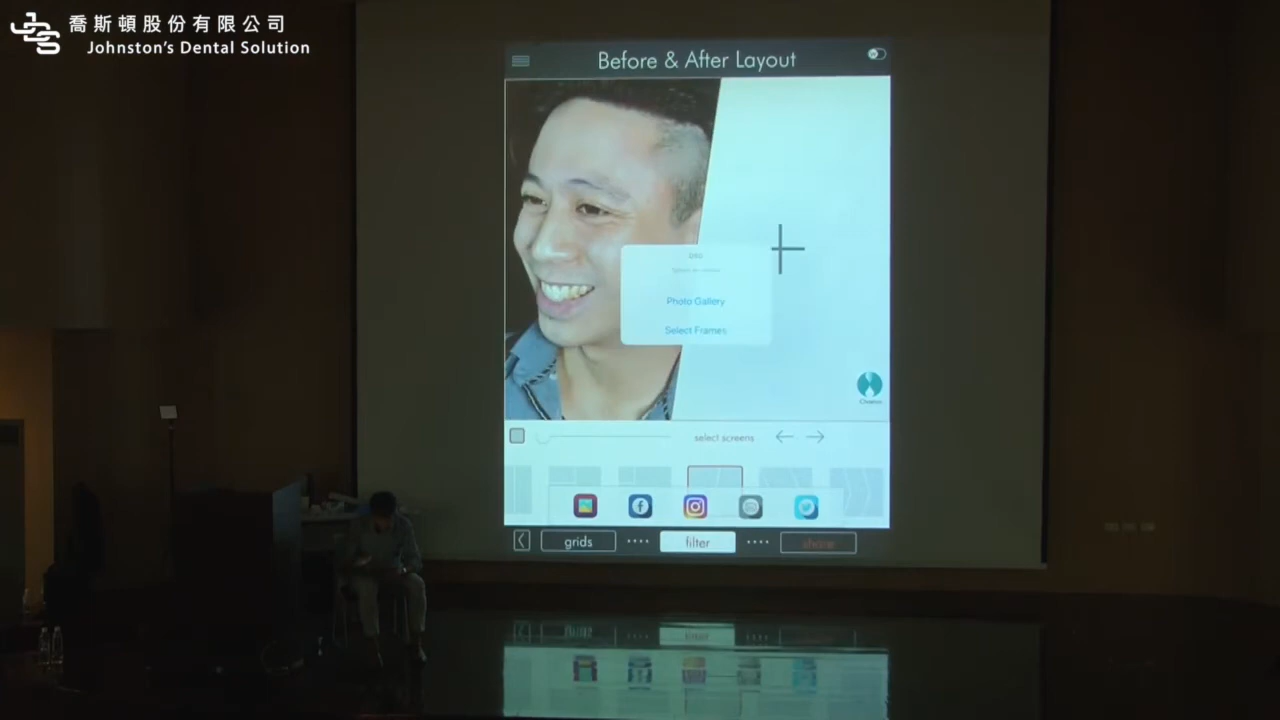 喬斯頓股份有限公司
Johnston's Dental Solution
Before & After Layout
Photo Gallery
Select Frames
select screens
grids
filter
share